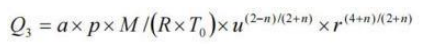 Q₃ = a × p × M /(R × T₀) × u^(2−n)/(2+n) × r^(4+n)/(2+n)